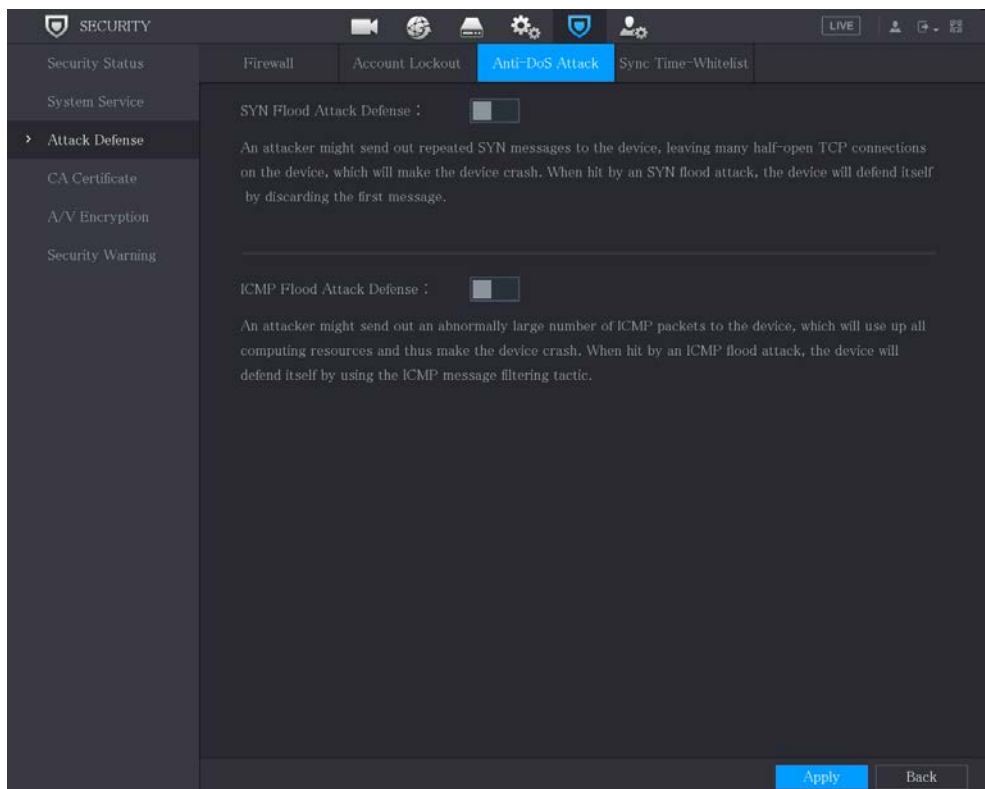 SECURITY
LIVE
Security Status
System Service
Attack Defense
CA Certificate
A/V Encryption
Security Warning
Firewall Account Lockout Anti-DoS Attack Sync Time-Whitelist
SYN Flood Attack Defense :
An attacker might send out repeated SYN messages to the device, leaving many half-open TCP connections
on the device, which will make the device crash. When hit by an SYN flood attack, the device will defend itself
by discarding the first message.
ICMP Flood Attack Defense :
An attacker might send out an abnormally large number of ICMP packets to the device, which will use up all
computing resources and thus make the device crash. When hit by an ICMP flood attack, the device will
defend itself by using the ICMP message filtering tactic.
Apply Back